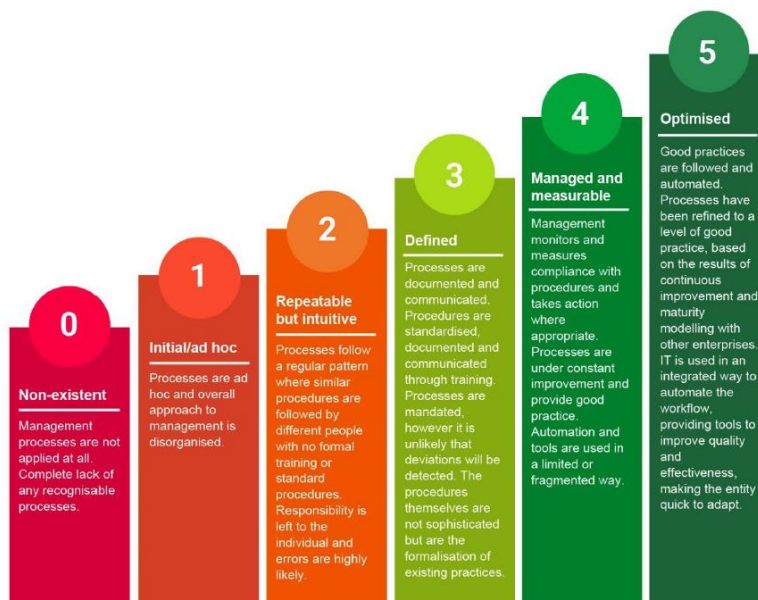 0
Non-existent
Management
processes are not
applied at all.
Complete lack of
any recognisable
processes.
1
Initial/ad hoc
Processes are ad
hoc and overall
approach to
management is
disorganised.
2
Repeatable
but intuitive
Processes follow
a regular pattern
where similar
procedures are
followed by
different people
with no formal
training or
standard
procedures.
Responsibility is
left to the
individual and
errors are highly
likely.
3
Defined
Processes are
documented and
communicated.
Procedures are
standardised,
documented and
communicated
through training.
Processes are
mandated,
however it is
unlikely that
deviations will be
detected. The
procedures
themselves are
not sophisticated
but are the
formalisation of
existing practices.
4
Managed and
measurable
Management
monitors and
measures
compliance with
procedures and
takes action
where
appropriate.
Processes are
under constant
improvement and
provide good
practice.
Automation and
tools are used in
a limited or
fragmented way.
5
Optimised
Good practices
are followed and
automated.
Processes have
been refined to a
level of good
practice, based
on the results of
continuous
improvement and
maturity
modelling with
other enterprises.
IT is used in an
integrated way to
automate the
workflow,
providing tools to
improve quality
and
effectiveness,
making the entity
quick to adapt.